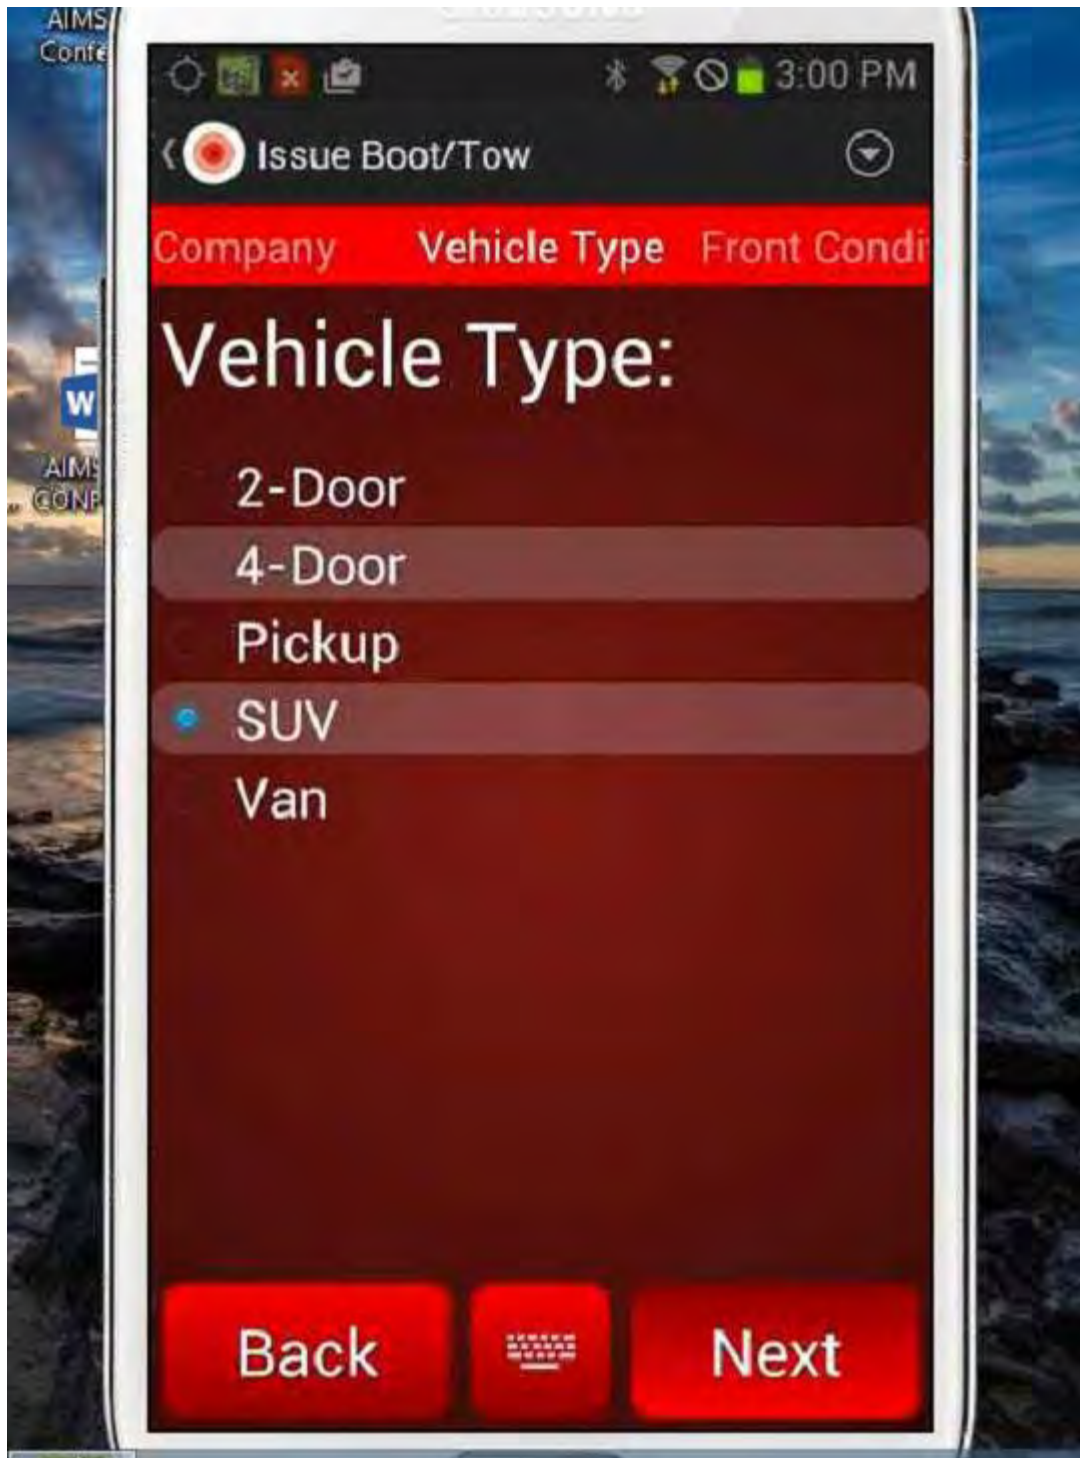 AIMS
3:00 PM
Issue Boot/Tow
Company Vehicle Type Front Condi
Vehicle Type:
2-Door
4-Door
Pickup
SUV
W
AIMS
Van
Back Next